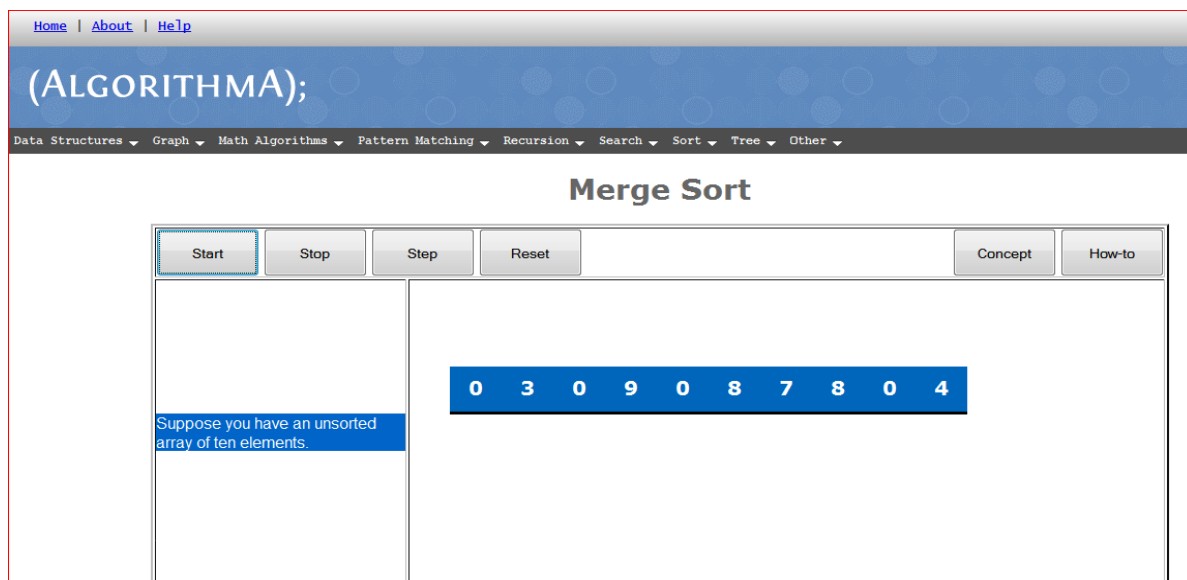 Home | About | Help
(ALGORITHMA);
Data Structures Graph Math Algorithms Pattern Matching Recursion Search Sort Tree Other
Merge Sort
Start Stop Step Reset Concept How-to
0 3 0 9 0 8 7 8 0 4
Suppose you have an unsorted
array of ten elements.